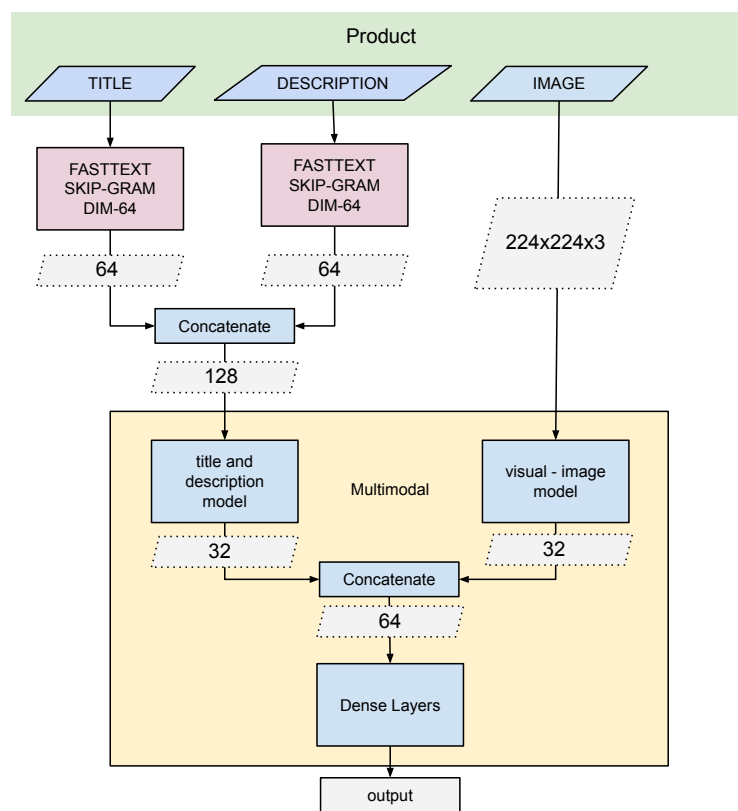 Product
TITLE
DESCRIPTION
IMAGE
FASTTEXT
SKIP-GRAM
DIM-64
FASTTEXT
SKIP-GRAM
DIM-64
224x224x3
64
64
Concatenate
128
title and
description
model
Multimodal
visual - image
model
32
32
Concatenate
64
Dense Layers
output